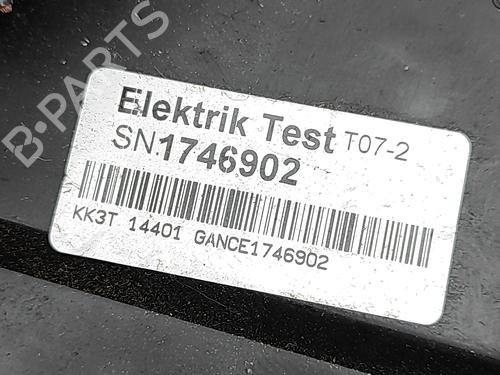 B-PARTS
Elektrik Test T07-2
SN1746902
KK3T 14401 GANCE1746902